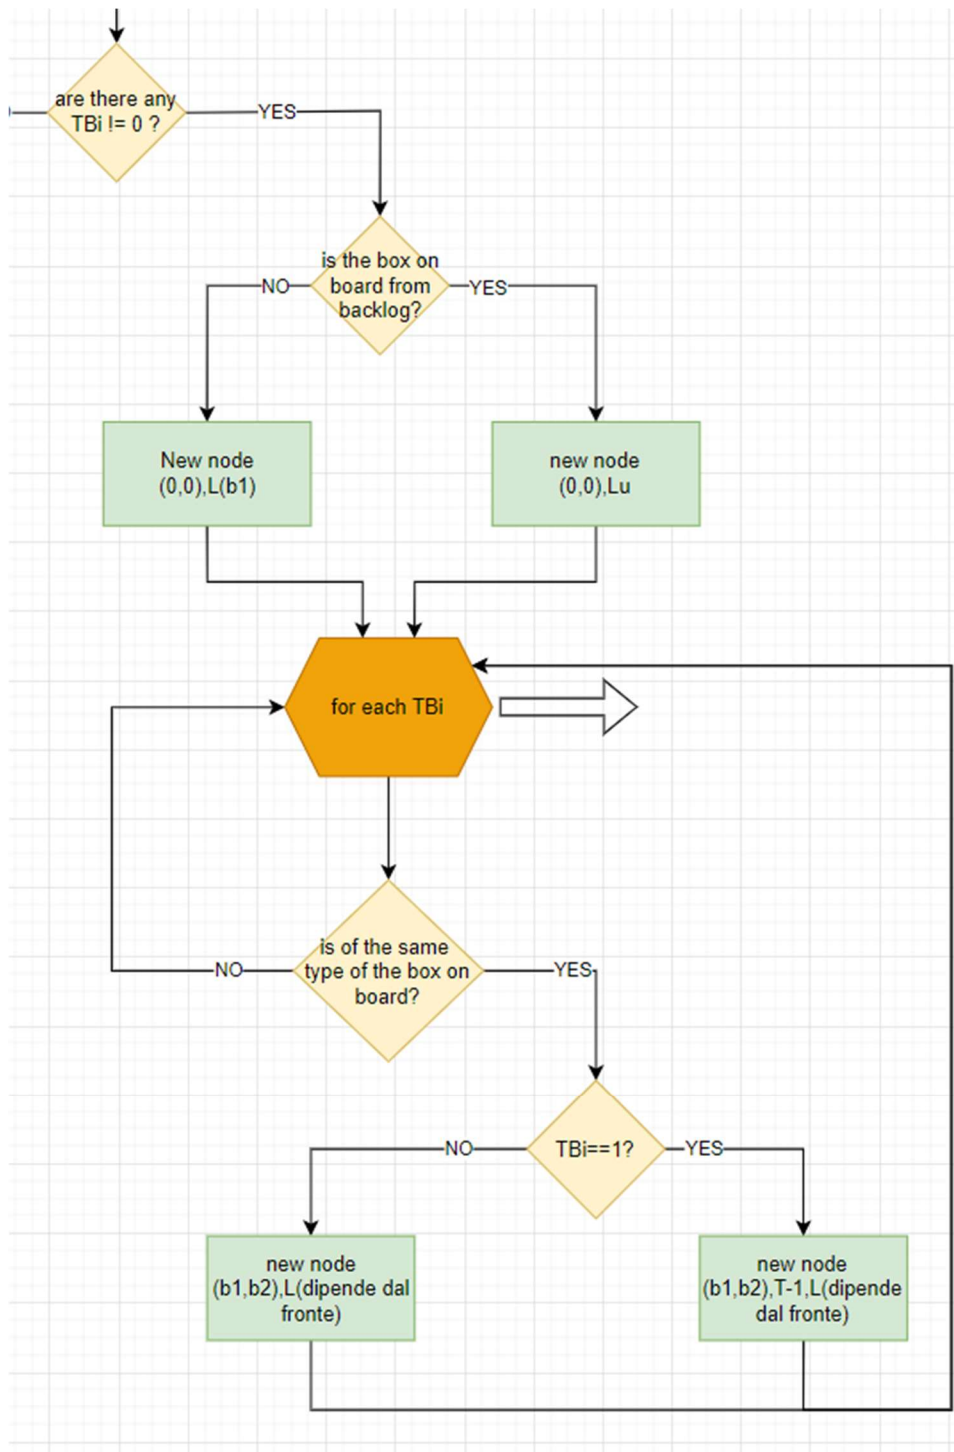 are there any
TBi != 0 ?
YES
is the box on
board from
backlog?
NO
YES
New node
(0,0),L(b1)
new node
(0,0),Lu
for each TBi
is of the same
type of the box on
board?
NO
YES
TBi==1?
NO
YES
new node
(b1,b2),L(dipende dal
fronte)
new node
(b1,b2),T-1,L(dipende
dal fronte)